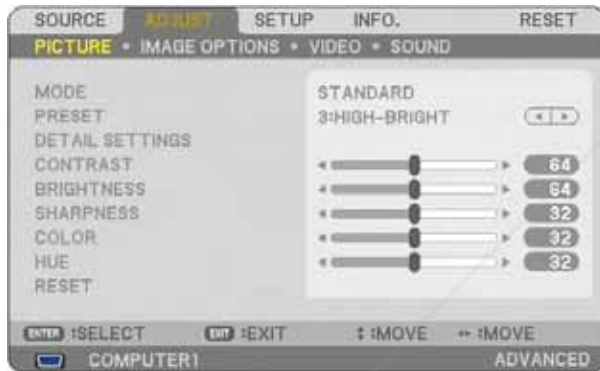 SOURCE ADJUST SETUP INFO. RESET
PICTURE • IMAGE OPTIONS • VIDEO • SOUND
MODE STANDARD
PRESET 3:HIGH-BRIGHT
DETAIL SETTINGS
CONTRAST 64
BRIGHTNESS 64
SHARPNESS 32
COLOR 32
HUE 32
RESET
ENTER :SELECT EXIT :EXIT ↕ :MOVE ↔ :MOVE
COMPUTER1 ADVANCED